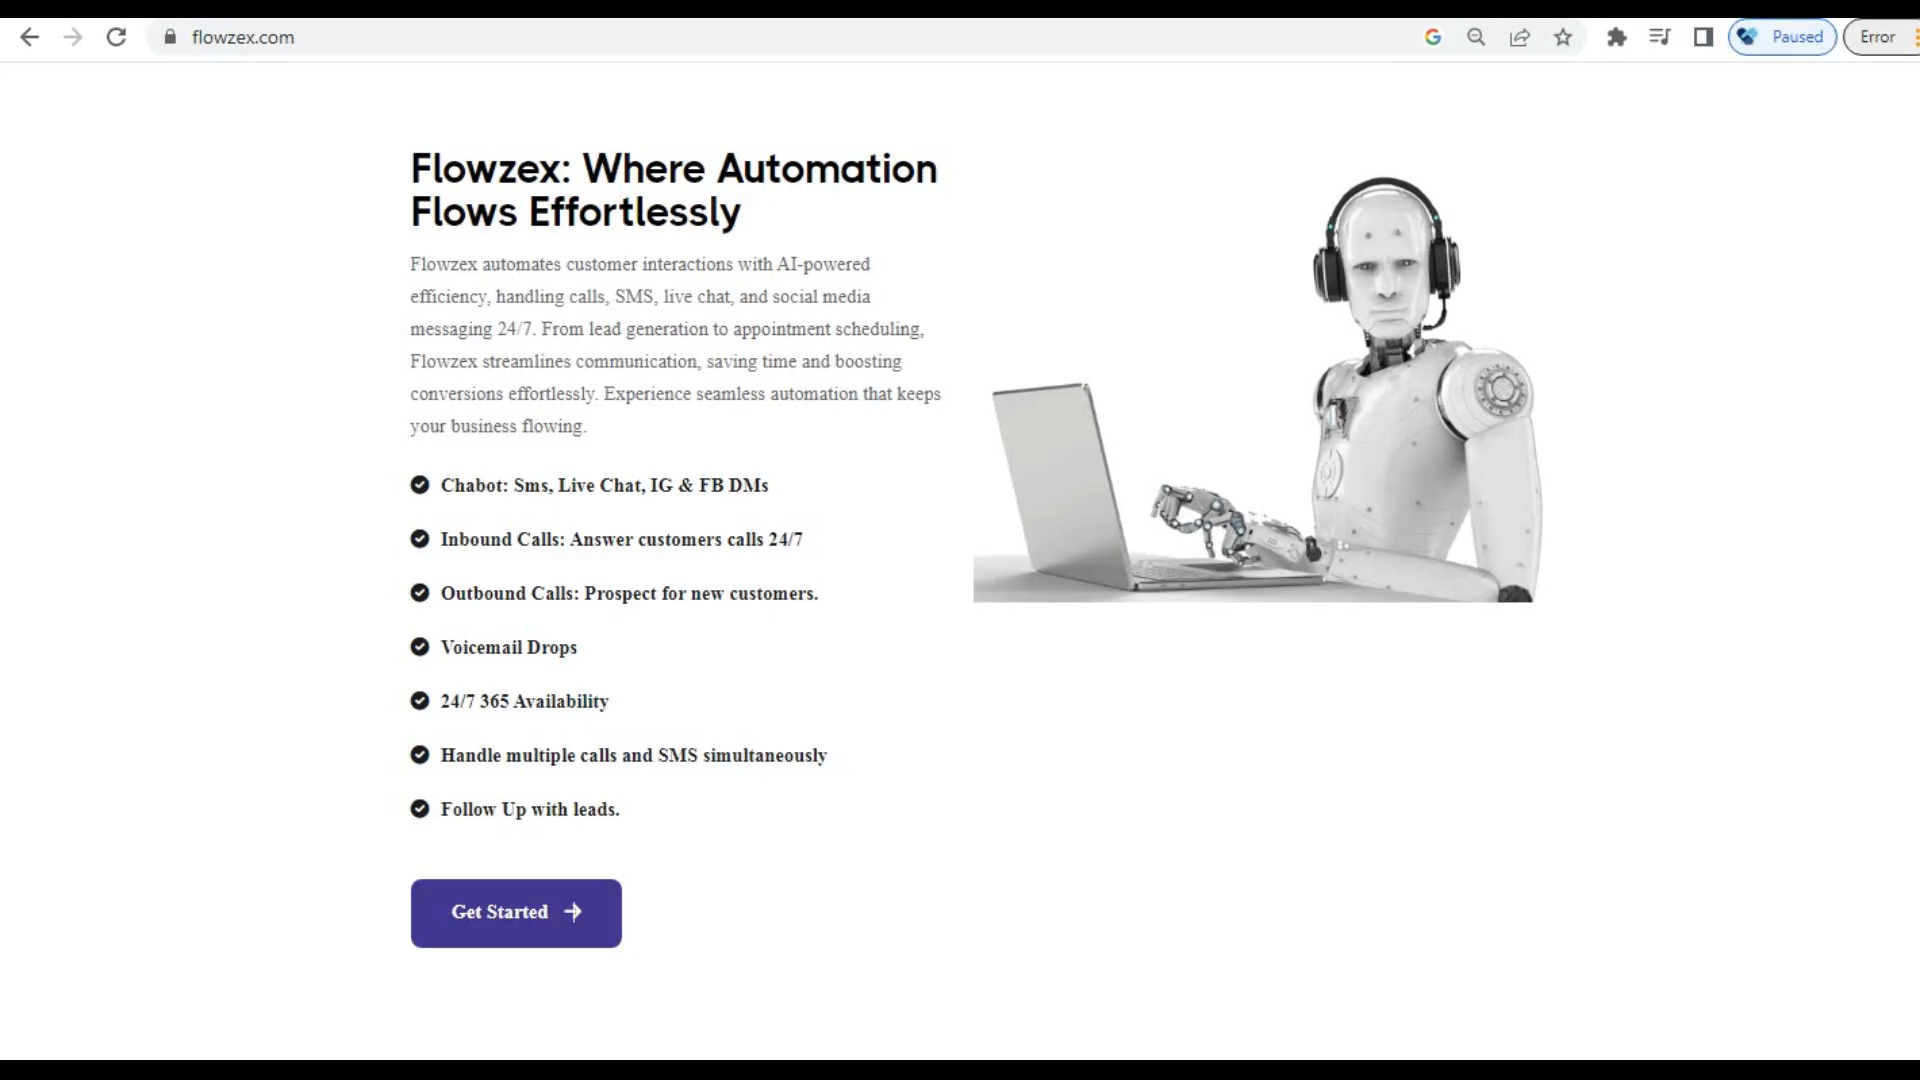 flowzex.com
Paused
Error
Flowzex: Where Automation
Flows Effortlessly
Flowzex automates customer interactions with AI-powered
efficiency, handling calls, SMS, live chat, and social media
messaging 24/7. From lead generation to appointment scheduling,
Flowzex streamlines communication, saving time and boosting
conversions effortlessly. Experience seamless automation that keeps
your business flowing.
Chabot: Sms, Live Chat, IG & FB DMs
Inbound Calls: Answer customers calls 24/7
Outbound Calls: Prospect for new customers.
Voicemail Drops
24/7 365 Availability
Handle multiple calls and SMS simultaneously
Follow Up with leads.
Get Started